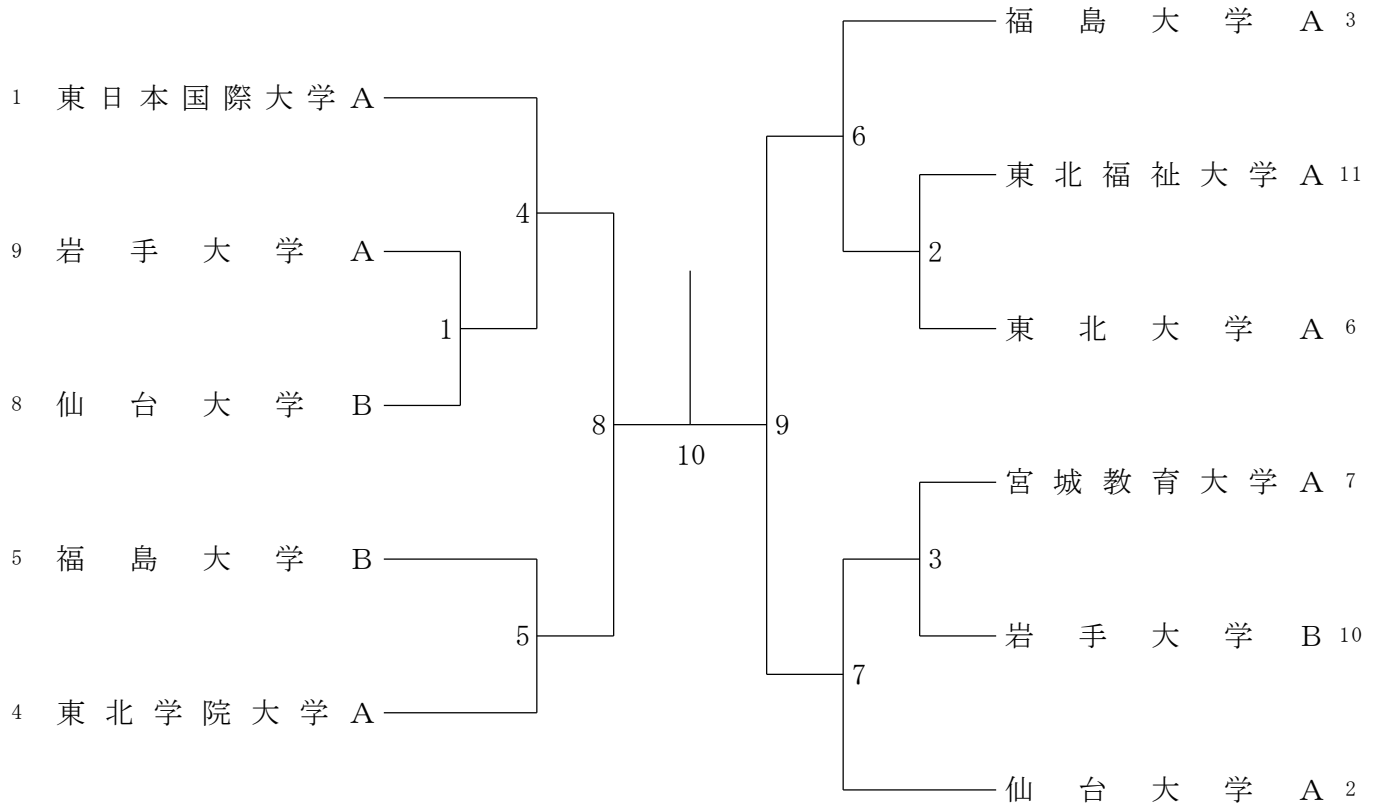 福島大学A 3
1 東日本国際大学A
6
東北福祉大学A 11
4
9 岩手大学A
2
1
東北大学A 6
8 仙台大学B
8
9
10
宮城教育大学A 7
5 福島大学B
3
5
岩手大学B 10
7
4 東北学院大学A
仙台大学A 2